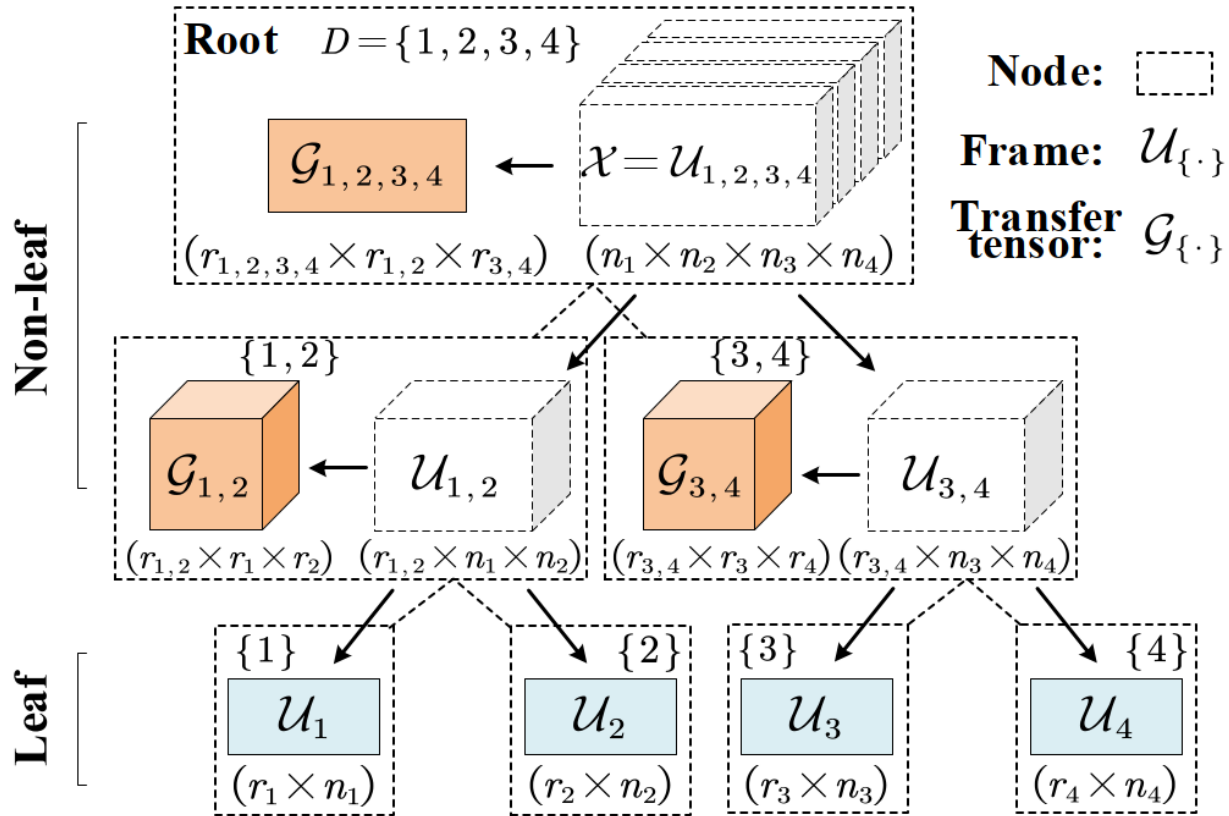 Root D={1,2,3,4}
Node:
Frame: 𝒰_{·}
Transfer tensor: 𝒢_{·}
𝒢₁,₂,₃,₄
𝒳=𝒰₁,₂,₃,₄
(r₁,₂,₃,₄×r₁,₂×r₃,₄)
(n₁×n₂×n₃×n₄)
Non-leaf
{1,2}
𝒢₁,₂
𝒰₁,₂
(r₁,₂×r₁×r₂)
(r₁,₂×n₁×n₂)
{3,4}
𝒢₃,₄
𝒰₃,₄
(r₃,₄×r₃×r₄)
(r₃,₄×n₃×n₄)
Leaf
{1}
𝒰₁
(r₁×n₁)
{2}
𝒰₂
(r₂×n₂)
{3}
𝒰₃
(r₃×n₃)
{4}
𝒰₄
(r₄×n₄)